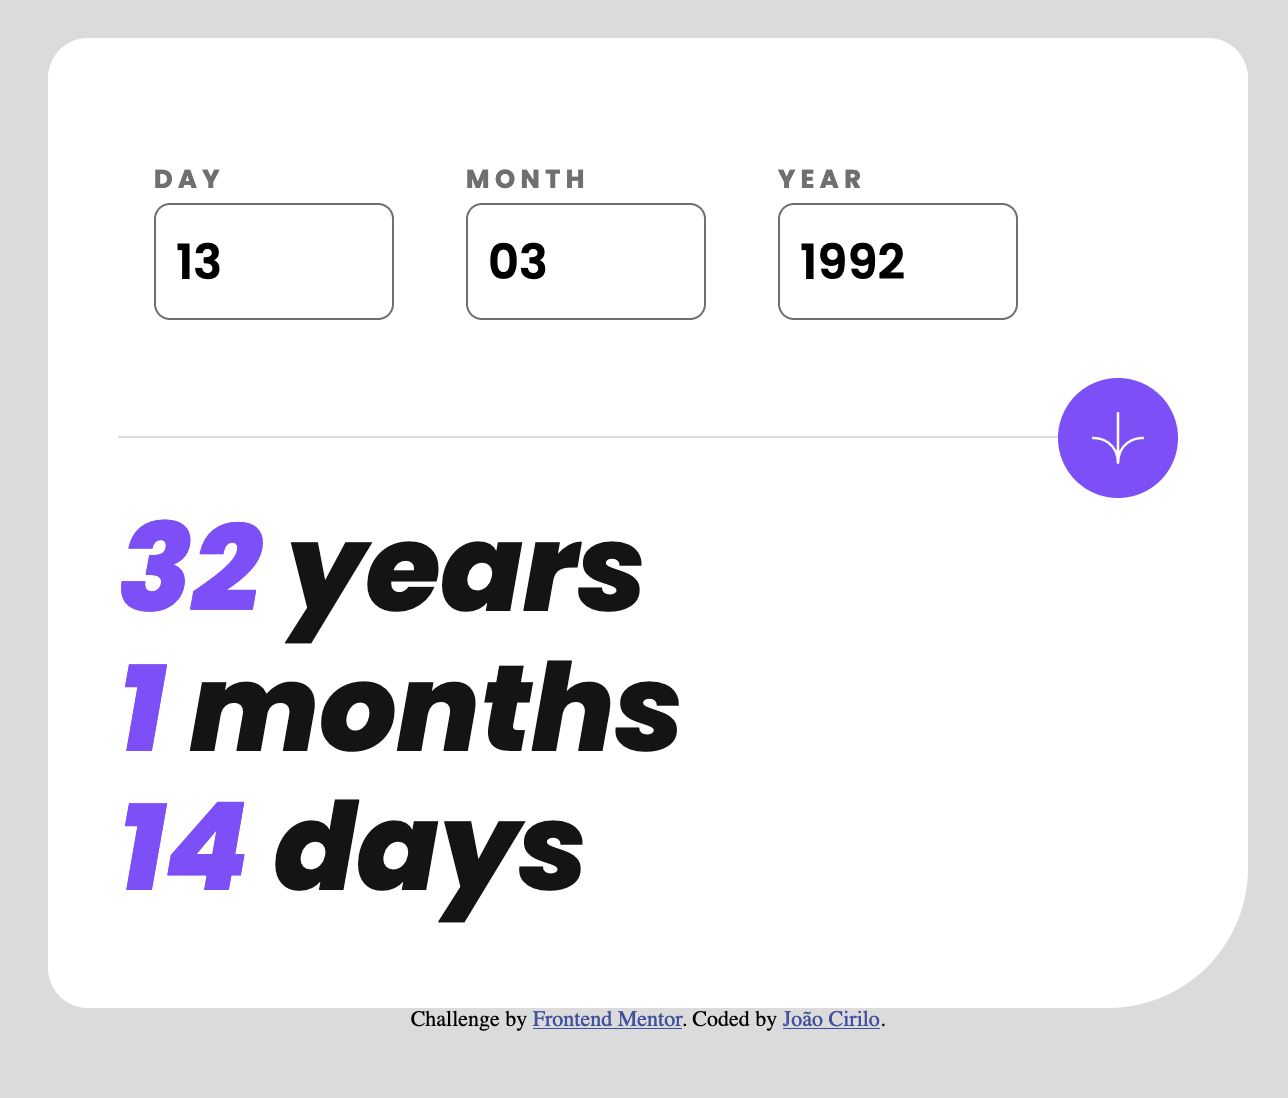 DAY MONTH YEAR
13 03 1992
32 years
1 months
14 days
Challenge by Frontend Mentor. Coded by João Cirilo.